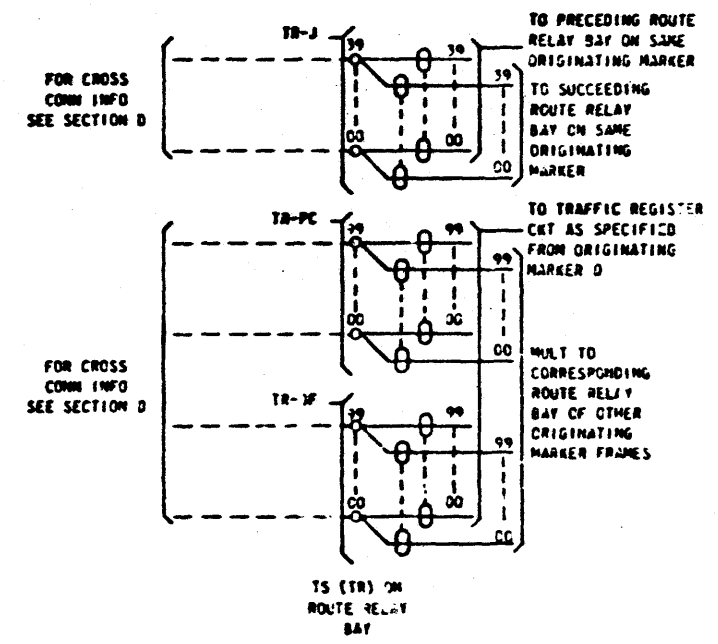 TR-J
39
39
39
00
00
00
FOR CROSS
CONN INFO
SEE SECTION D
TO PRECEDING ROUTE
RELAY BAY ON SAME
ORIGINATING MARKER
TO SUCCEEDING
ROUTE RELAY
BAY ON SAME
ORIGINATING
MARKER
TR-PC
99
99
99
00
00
00
TO TRAFFIC REGISTER
CKT AS SPECIFIED
FROM ORIGINATING
MARKER D
FOR CROSS
CONN INFO
SEE SECTION D
MULT TO
CORRESPONDING
ROUTE RELAY
BAY OF OTHER
ORIGINATING
MARKER FRAMES
99
99
99
00
00
00
TS (TR) ON
ROUTE RELAY
BAY